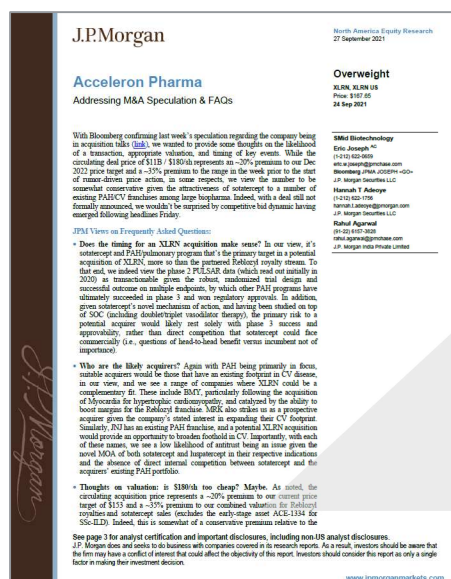 J.P.Morgan
North America Equity Research
27 September 2021
Acceleron Pharma
Addressing M&A Speculation & FAQs
Overweight
XLRN, XLRN US
Price: $167.65
24 Sep 2021
With Bloomberg confirming last week's speculation regarding the company being
in acquisition talks (link), we wanted to provide some thoughts on the likelihood
of a transaction, appropriate valuation, and timing of key events. While the
circulating deal price of $11B / $180/sh represents an ~20% premium to our Dec
2022 price target and a ~35% premium to the range in the week prior to the start
of rumor-driven price action, in some respects, we view the number to be
somewhat conservative given the attractiveness of sotatercept to a number of
existing PAH/CV franchises among large biopharma. Indeed, with a deal still not
formally announced, we wouldn't be surprised by competitive bid dynamic having
emerged following headlines Friday.
JPM Views on Frequently Asked Questions:
• Does the timing for an XLRN acquisition make sense? In our view, it's
sotatercept and PAH/pulmonary program that's the primary target in a potential
acquisition of XLRN, more so than the partnered Reblozyl royalty stream. To
that end, we indeed view the phase 2 PULSAR data (which read out initially in
2020) as transactionable given the robust, randomized trial design and
successful outcome on multiple endpoints, by which other PAH programs have
ultimately succeeded in phase 3 and won regulatory approvals. In addition,
given sotatercept's novel mechanism of action, and having been studied on top
of SOC (including doublet/triplet vasodilator therapy), the primary risk to a
potential acquirer would likely rest solely with phase 3 success and
approvability, rather than direct competition that sotatercept could face
commercially (i.e., questions of head-to-head benefit versus incumbent not of
importance).
• Who are the likely acquirers? Again with PAH being primarily in focus,
suitable acquirers would be those that have an existing footprint in CV disease,
in our view, and we see a range of companies where XLRN could be a
complementary fit. These include BMY, particularly following the acquisition
of Myocardia for hypertrophic cardiomyopathy, and catalyzed by the ability to
boost margins for the Reblozyl franchise. MRK also strikes us as a prospective
acquirer given the company's stated interest in expanding their CV footprint.
Similarly, JNJ has an existing PAH franchise, and a potential XLRN acquisition
would provide an opportunity to broaden foothold in CV. Importantly, with each
of these names, we see a low likelihood of antitrust being an issue given the
novel MOA of both sotatercept and luspatercept in their respective indications
and the absence of direct internal competition between sotatercept and the
acquirers' existing PAH portfolio.
• Thoughts on valuation: is $180/sh too cheap? Maybe. As noted, the
circulating acquisition price represents a ~20% premium to our current price
target of $153 and a ~35% premium to our combined valuation for Reblozyl
royalties and sotatercept sales (excludes the early-stage asset ACE-1334 for
SSc-ILD). Indeed, this is somewhat of a conservative premium relative to the
SMid Biotechnology
Eric Joseph AC
(1-212) 622-0659
eric.w.joseph@jpmchase.com
Bloomberg JPMA JOSEPH <GO>
J.P. Morgan Securities LLC
Hannah T Adeoye
(1-212) 622-1756
hannah.t.adeoye@jpmorgan.com
J.P. Morgan Securities LLC
Rahul Agarwal
(91-22) 6157-3628
rahul.agarwal@jpmchase.com
J.P. Morgan India Private Limited
See page 3 for analyst certification and important disclosures, including non-US analyst disclosures.
J.P. Morgan does and seeks to do business with companies covered in its research reports. As a result, investors should be aware that
the firm may have a conflict of interest that could affect the objectivity of this report. Investors should consider this report as only a single
factor in making their investment decision.
www.jpmorganmarkets.com
J.P.Morgan